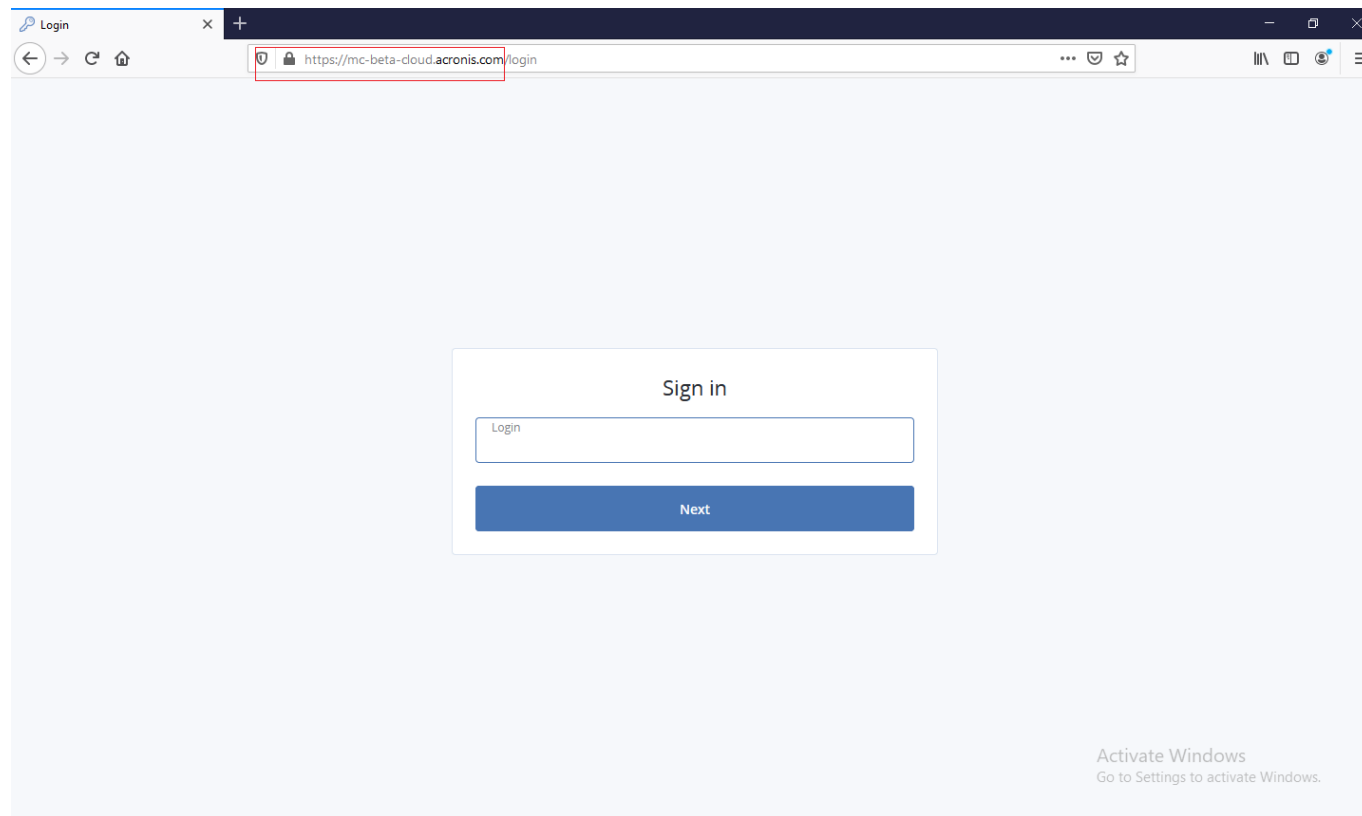 Login
https://mc-beta-cloud.acronis.com/login
Sign in
Login
Next
Activate Windows
Go to Settings to activate Windows.